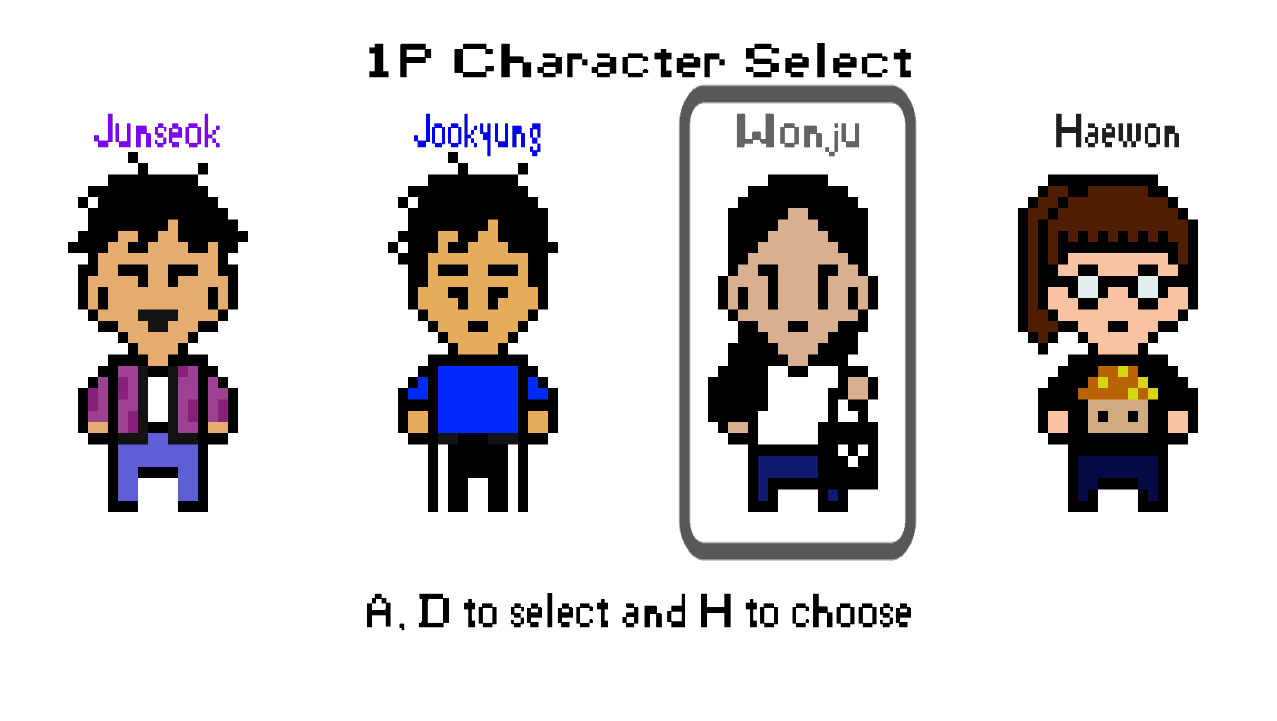 1P Character Select
Junseok
Jookyung
Wonju
Haewon
A, D to select and H to choose